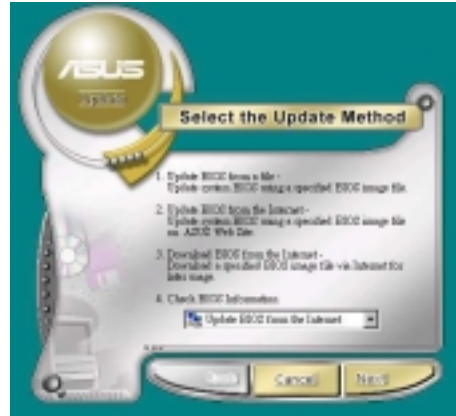 ASUS
Update
Select the Update Method
1. Update BIOS from a file -
Update system BIOS using a specified BIOS image file.
2. Update BIOS from the Internet -
Update system BIOS using a specified BIOS image file
on ASUS Web Site.
3. Download BIOS from the Internet -
Download a specified BIOS image file via Internet for
later usage.
4. Check BIOS Information
Update BIOS from the Internet
Cancel
Next